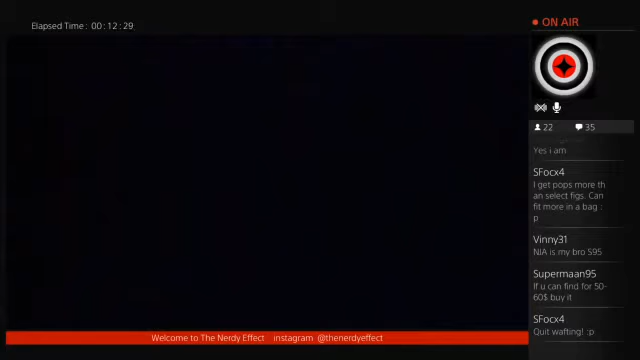 Elapsed Time : 00:12:29
ON AIR
22 35
Yes i am
SFocx4
I get pops more th
an select figs. Can
fit more in a bag :
p
Vinny31
NIA is my bro S95
Supermaan95
If u can find for 50-
60$ buy it
SFocx4
Quit wafting! :p
Welcome to The Nerdy Effect instagram @thenerdyeffect